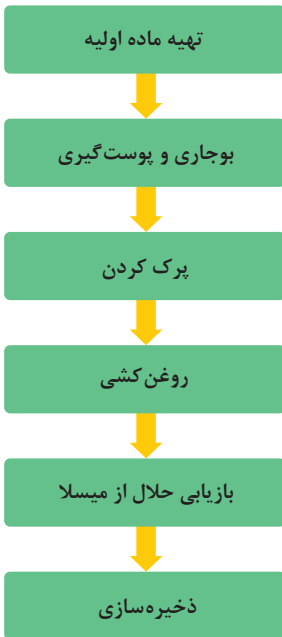 تهیه ماده اولیه
بوجاری و پوست‌گیری
پرک کردن
روغن‌کشی
بازیابی حلال از میسلا
ذخیره‌سازی